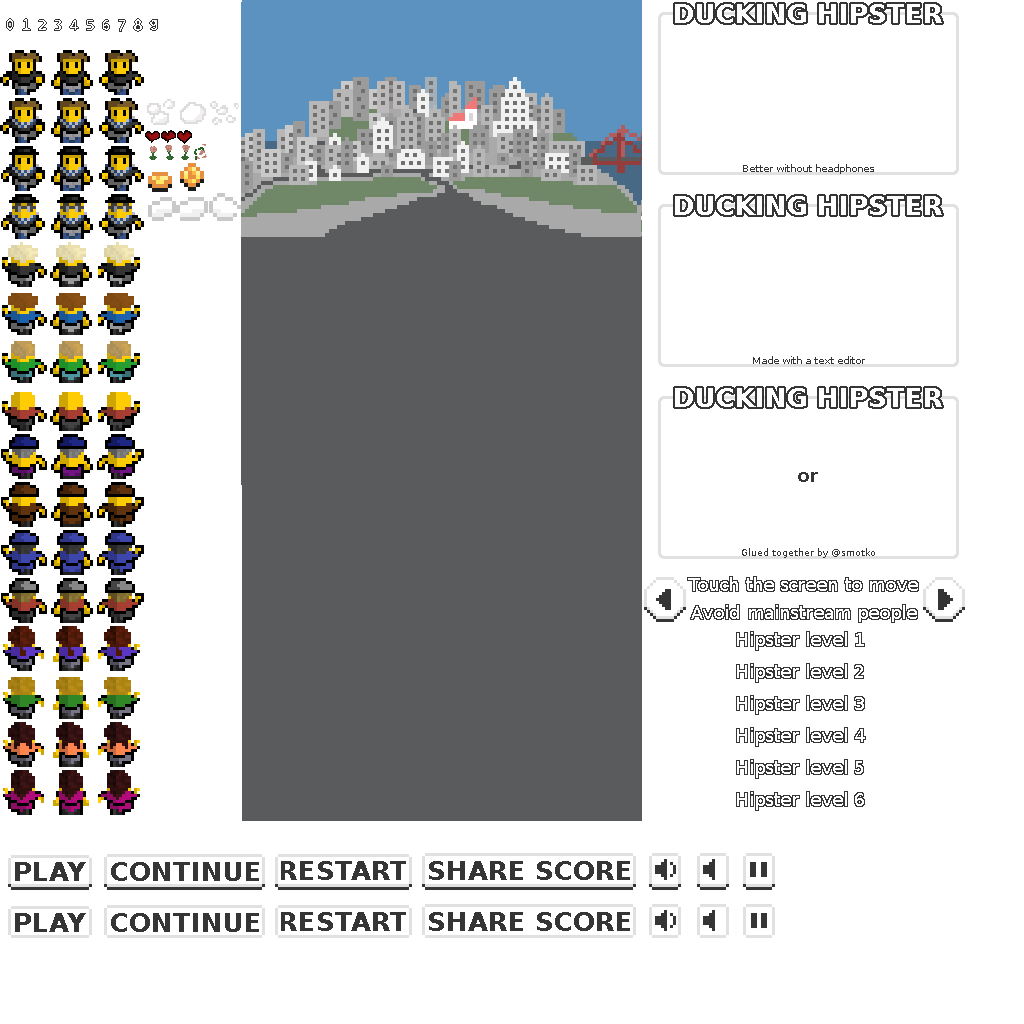 0 1 2 3 4 5 6 7 8 9
DUCKING HIPSTER
Better without headphones
DUCKING HIPSTER
Made with a text editor
DUCKING HIPSTER
or
Glued together by @smotko
Touch the screen to move
Avoid mainstream people
Hipster level 1
Hipster level 2
Hipster level 3
Hipster level 4
Hipster level 5
Hipster level 6
PLAY CONTINUE RESTART SHARE SCORE
PLAY CONTINUE RESTART SHARE SCORE